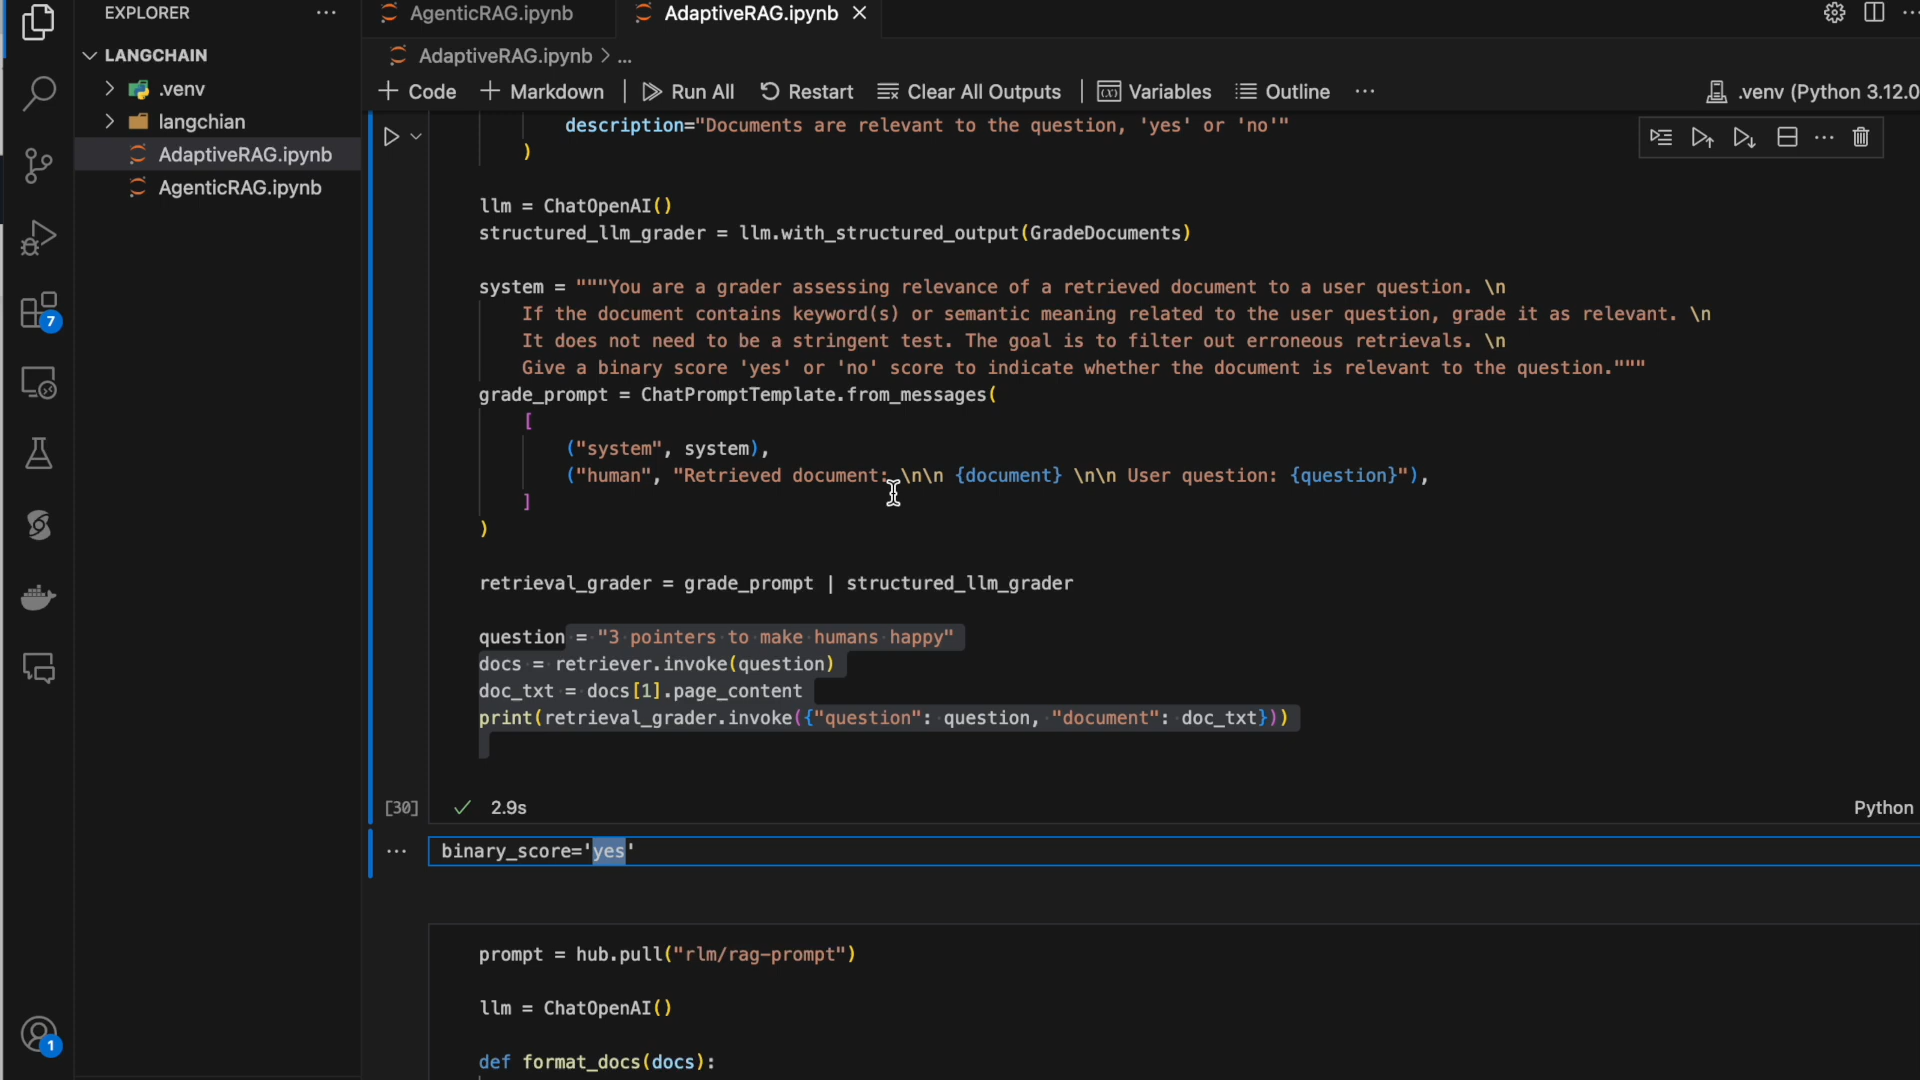 EXPLORER
LANGCHAIN
.venv
langchian
AdaptiveRAG.ipynb
AgenticRAG.ipynb
7
1
AgenticRAG.ipynb
AdaptiveRAG.ipynb
AdaptiveRAG.ipynb > ...
+ Code + Markdown Run All Restart Clear All Outputs Variables Outline ...
.venv (Python 3.12.0
description="Documents are relevant to the question, 'yes' or 'no'"
)
llm = ChatOpenAI()
structured_llm_grader = llm.with_structured_output(GradeDocuments)
system = """You are a grader assessing relevance of a retrieved document to a user question. \n
If the document contains keyword(s) or semantic meaning related to the user question, grade it as relevant. \n
It does not need to be a stringent test. The goal is to filter out erroneous retrievals. \n
Give a binary score 'yes' or 'no' score to indicate whether the document is relevant to the question."""
grade_prompt = ChatPromptTemplate.from_messages(
[
("system", system),
("human", "Retrieved document: \n\n {document} \n\n User question: {question}"),
]
)
retrieval_grader = grade_prompt | structured_llm_grader
question = "3 pointers to make humans happy"
docs = retriever.invoke(question)
doc_txt = docs[1].page_content
print(retrieval_grader.invoke({"question": question, "document": doc_txt}))
[30] 2.9s
Python
binary_score='yes'
prompt = hub.pull("rlm/rag-prompt")
llm = ChatOpenAI()
def format_docs(docs):